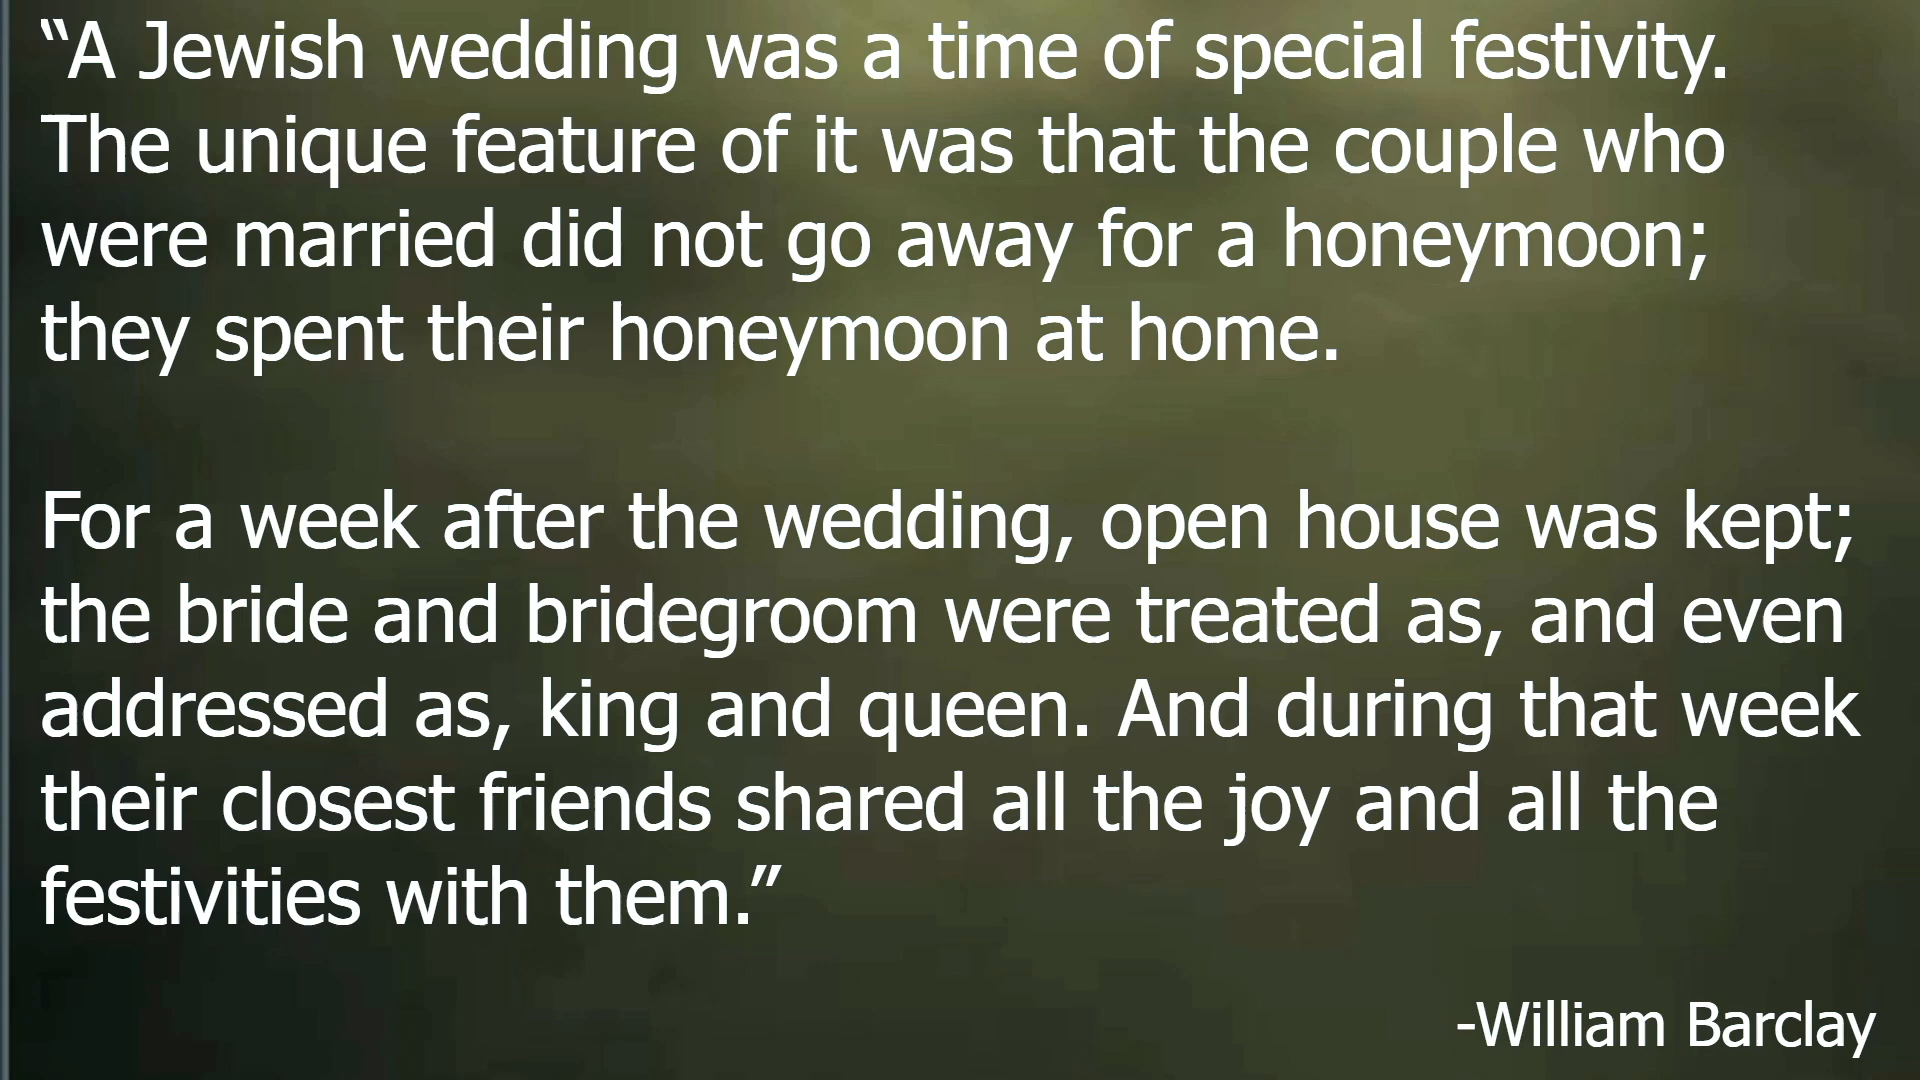 “A Jewish wedding was a time of special festivity.
The unique feature of it was that the couple who
were married did not go away for a honeymoon;
they spent their honeymoon at home.
For a week after the wedding, open house was kept;
the bride and bridegroom were treated as, and even
addressed as, king and queen. And during that week
their closest friends shared all the joy and all the
festivities with them.”
-William Barclay